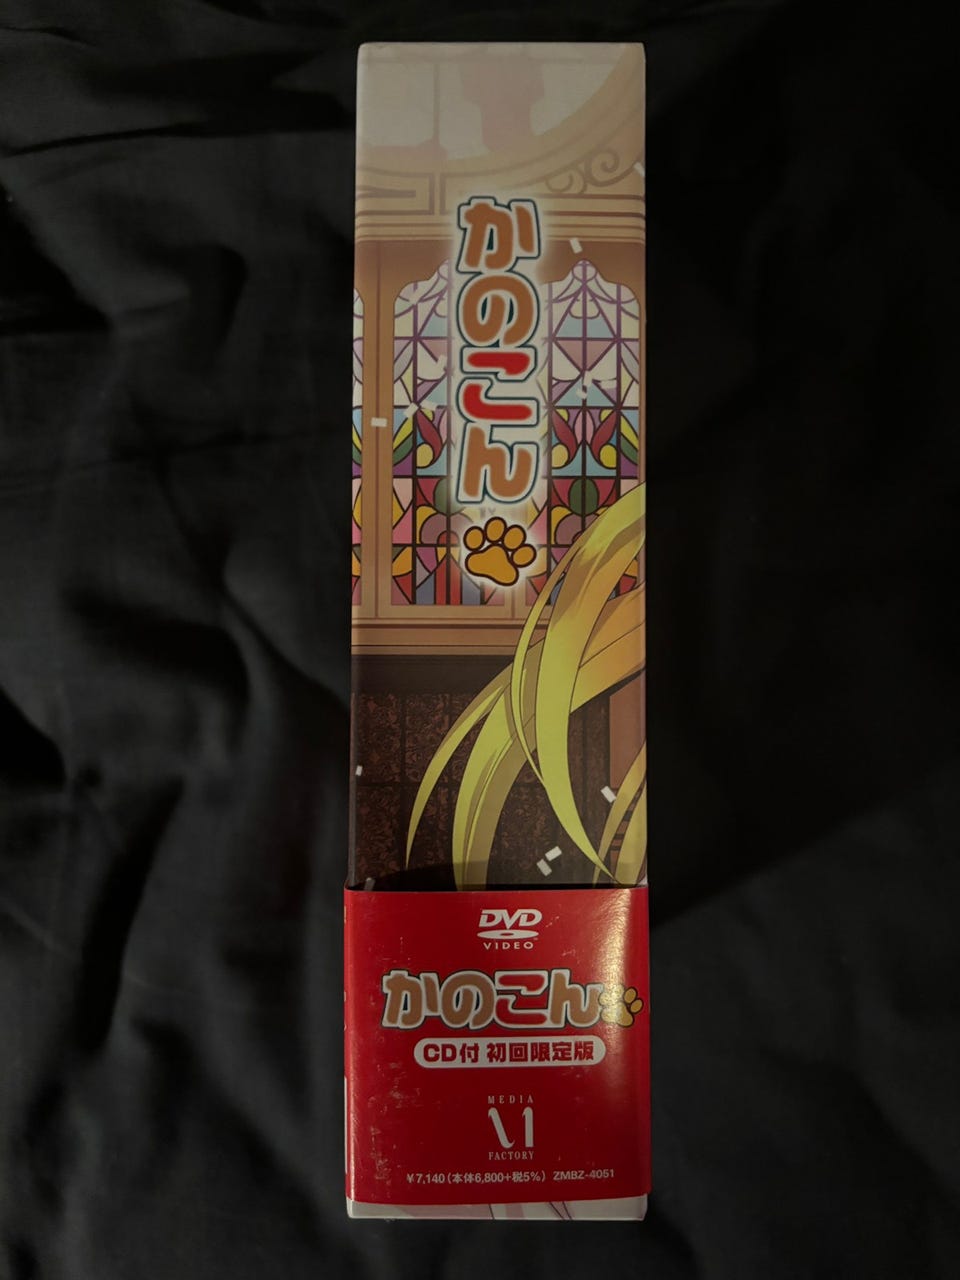 かのこん
DVD
VIDEO
かのこん
CD付 初回限定版
MEDIA
FACTORY
¥7,140(本体6,800+税5%) ZMBZ-4051